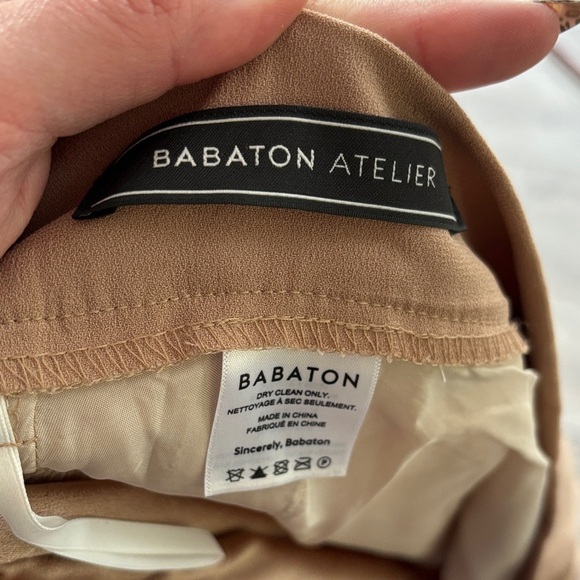 BABATON ATELIER
BABATON
DRY CLEAN ONLY.
NETTOYAGE À SEC SEULEMENT.
MADE IN CHINA
FABRIQUÉ EN CHINE
Sincerely, Babaton
P